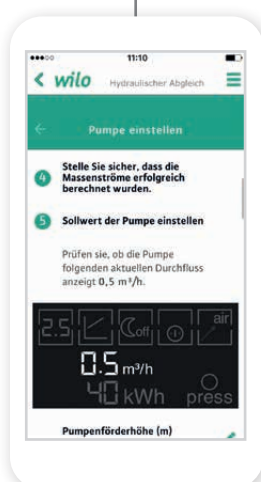 11:10
wilo Hydraulischer Abgleich
Pumpe einstellen
4 Stelle Sie sicher, dass die
Massenströme erfolgreich
berechnet wurden.
5 Sollwert der Pumpe einstellen
Prüfen sie, ob die Pumpe
folgenden aktuellen Durchfluss
anzeigt 0,5 m³/h.
2.5 off air
0.5 m³/h
40 kWh press
Pumpenförderhöhe (m)